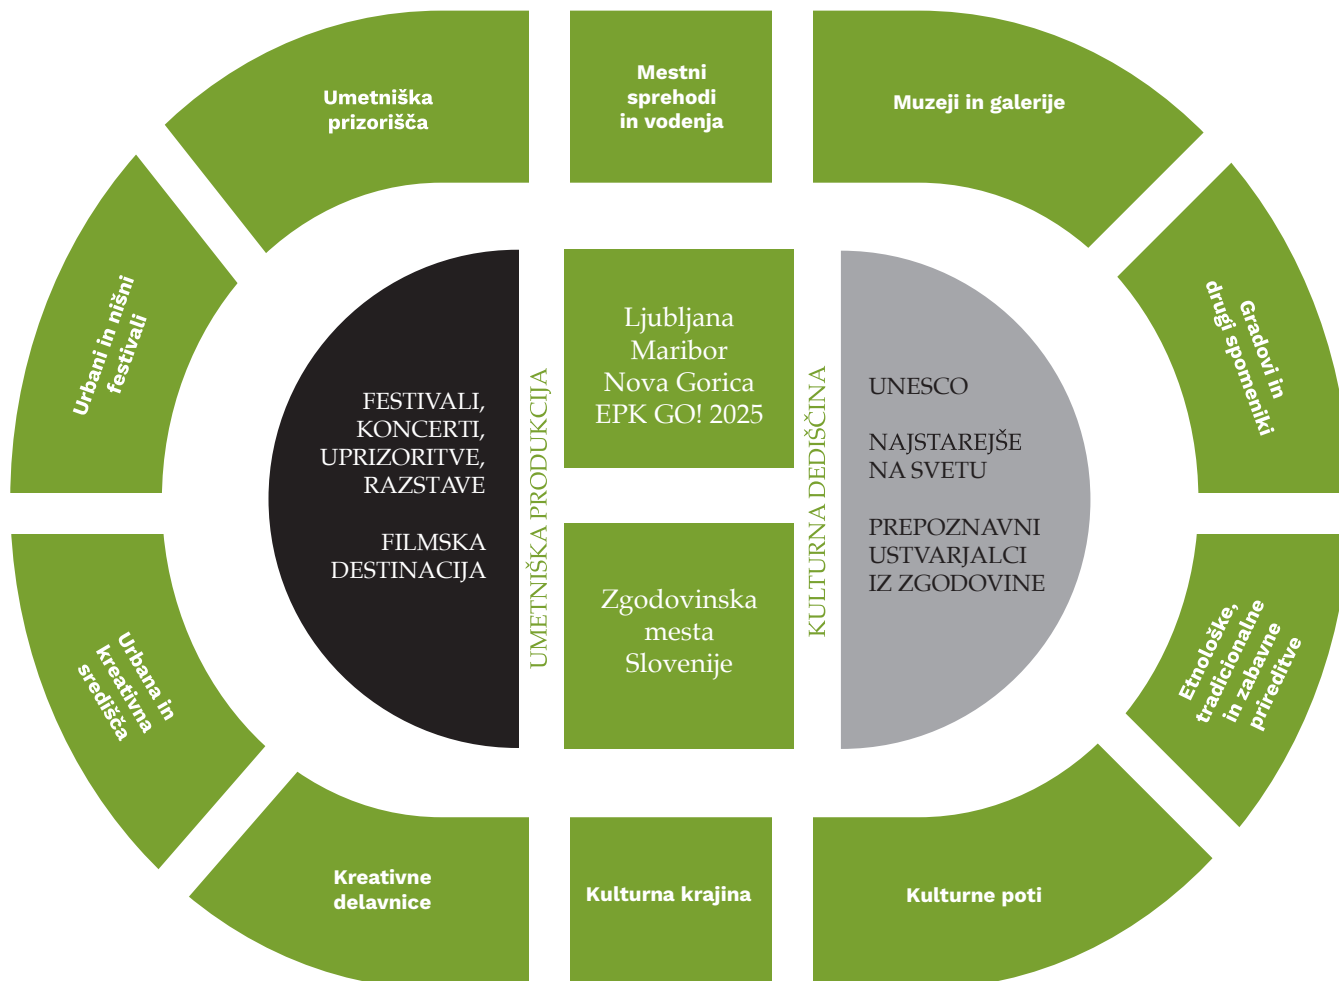 Umetniška
prizorišča
Mestni
sprehodi
in vodenja
Muzeji in galerije
Urbani in nišni
festivali
Gradovi in
drugi spomeniki
FESTIVALI,
KONCERTI,
UPRIZORITVE,
RAZSTAVE
FILMSKA
DESTINACIJA
UMETNIŠKA PRODUKCIJA
Ljubljana
Maribor
Nova Gorica
EPK GO! 2025
Zgodovinska
mesta
Slovenije
KULTURNA DEDIŠČINA
UNESCO
NAJSTAREJŠE
NA SVETU
PREPOZNAVNI
USTVARJALCI
IZ ZGODOVINE
Urbana in
kreativna
središča
Etnološke,
tradicionalne
in zabavne
prireditve
Kreativne
delavnice
Kulturna krajina
Kulturne poti